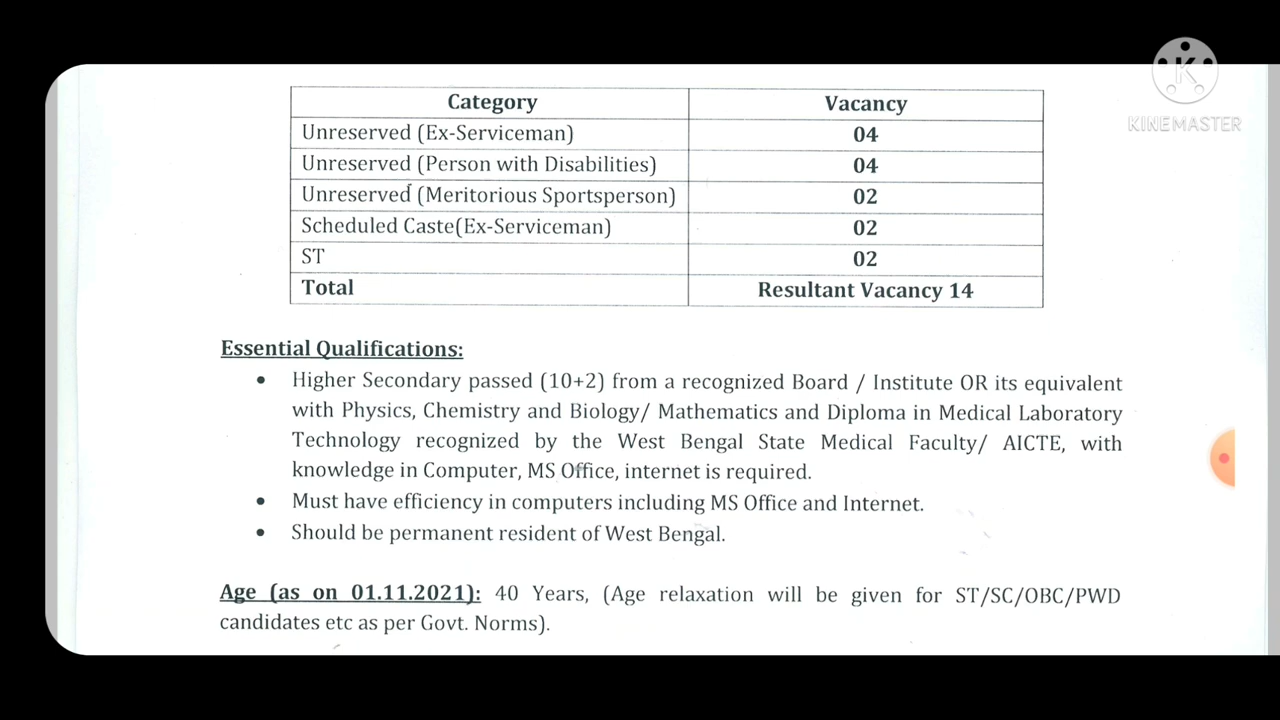 KINEMASTER
Category Vacancy
Unreserved (Ex-Serviceman) 04
Unreserved (Person with Disabilities) 04
Unreserved (Meritorious Sportsperson) 02
Scheduled Caste(Ex-Serviceman) 02
ST 02
Total Resultant Vacancy 14
Essential Qualifications:
• Higher Secondary passed (10+2) from a recognized Board / Institute OR its equivalent
with Physics, Chemistry and Biology/ Mathematics and Diploma in Medical Laboratory
Technology recognized by the West Bengal State Medical Faculty/ AICTE, with
knowledge in Computer, MS Office, internet is required.
• Must have efficiency in computers including MS Office and Internet.
• Should be permanent resident of West Bengal.
Age (as on 01.11.2021): 40 Years, (Age relaxation will be given for ST/SC/OBC/PWD
candidates etc as per Govt. Norms).